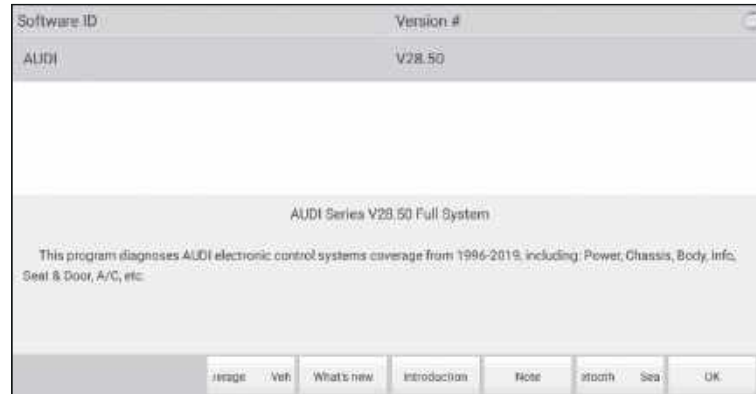 Software ID Version #
AUDI V28.50
AUDI Series V28.50 Full System
This program diagnoses AUDI electronic control systems coverage from 1996-2019, including: Power, Chassis, Body, Info,
Seat & Door, A/C, etc.
Veh What's new Introduction Note Sea OK